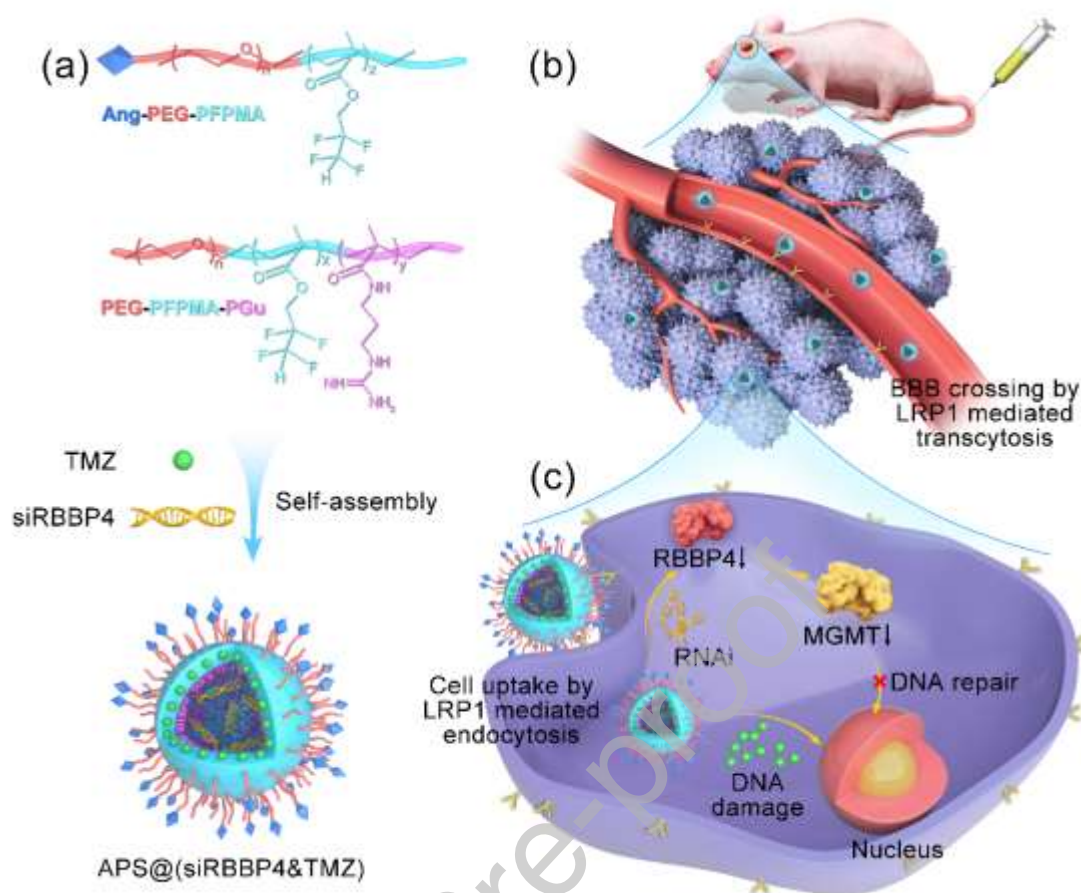 (a)
Ang-PEG-PFPMA
PEG-PFPMA-PGu
TMZ
siRBBP4
Self-assembly
APS@(siRBBP4&TMZ)
(b)
BBB crossing by
LRP1 mediated
transcytosis
(c)
RBBP4↓
MGMT↓
RNAi
DNA repair
Cell uptake by
LRP1 mediated
endocytosis
DNA
damage
Nucleus